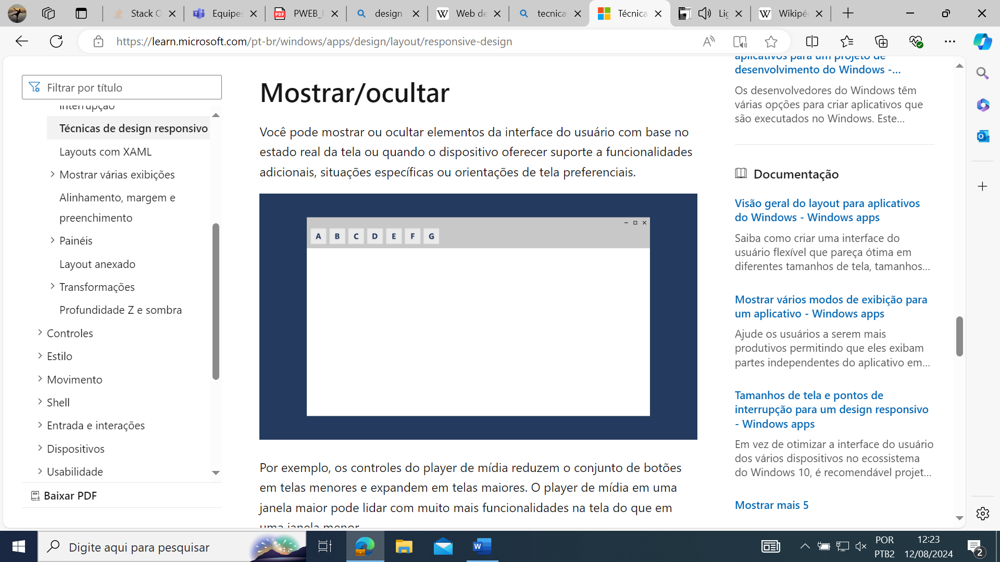 Stack O
Equipes
PWEB_
design
Web de
tecnica
Técnica
Lig
Wikipé
https://learn.microsoft.com/pt-br/windows/apps/design/layout/responsive-design
Filtrar por título
interrupção
Técnicas de design responsivo
Layouts com XAML
Mostrar várias exibições
Alinhamento, margem e
preenchimento
Painéis
Layout anexado
Transformações
Profundidade Z e sombra
Controles
Estilo
Movimento
Shell
Entrada e interações
Dispositivos
Usabilidade
Baixar PDF
Mostrar/ocultar
Você pode mostrar ou ocultar elementos da interface do usuário com base no
estado real da tela ou quando o dispositivo oferecer suporte a funcionalidades
adicionais, situações específicas ou orientações de tela preferenciais.
A B C D E F G
Por exemplo, os controles do player de mídia reduzem o conjunto de botões
em telas menores e expandem em telas maiores. O player de mídia em uma
janela maior pode lidar com muito mais funcionalidades na tela do que em
uma janela menor.
aplicativos para um projeto de
desenvolvimento do Windows -...
Os desenvolvedores do Windows têm
várias opções para criar aplicativos que
são executados no Windows. Este...
Documentação
Visão geral do layout para aplicativos
do Windows - Windows apps
Saiba como criar uma interface do
usuário flexível que pareça ótima em
diferentes tamanhos de tela, tamanhos...
Mostrar vários modos de exibição para
um aplicativo - Windows apps
Ajude os usuários a serem mais
produtivos permitindo que eles exibam
partes independentes do aplicativo em...
Tamanhos de tela e pontos de
interrupção para um design responsivo
- Windows apps
Em vez de otimizar a interface do usuário
dos vários dispositivos no ecossistema
do Windows 10, é recomendável projet...
Mostrar mais 5
Digite aqui para pesquisar
POR
PTB2
12:23
12/08/2024
2